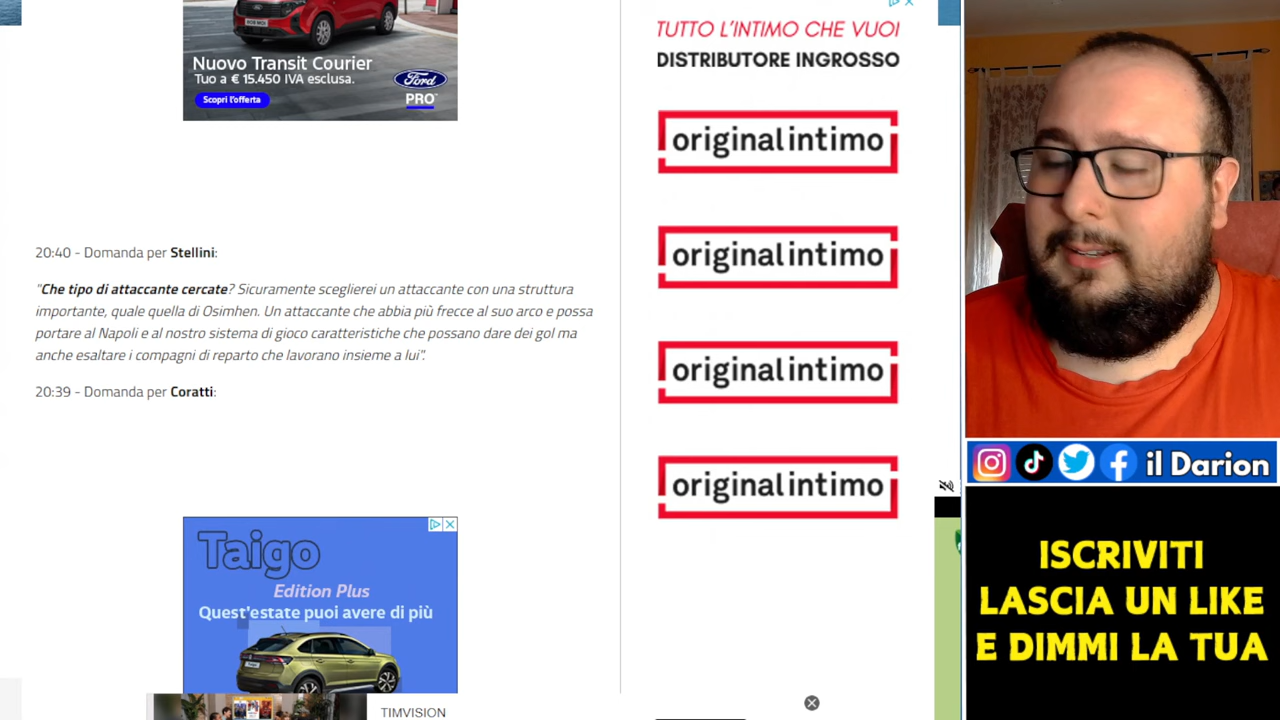 Nuovo Transit Courier
Tuo a € 15.450 IVA esclusa.
Scopri l'offerta
Ford
PRO
20:40 - Domanda per Stellini:
"Che tipo di attaccante cercate? Sicuramente sceglierei un attaccante con una struttura
importante, quale quella di Osimhen. Un attaccante che abbia più frecce al suo arco e possa
portare al Napoli e al nostro sistema di gioco caratteristiche che possano dare dei gol ma
anche esaltare i compagni di reparto che lavorano insieme a lui".
20:39 - Domanda per Coratti:
Taigo
Edition Plus
Quest'estate puoi avere di più
TIMVISION
TUTTO L'INTIMO CHE VUOI
DISTRIBUTORE INGROSSO
originalintimo
originalintimo
originalintimo
originalintimo
il Darion
ISCRIVITI
LASCIA UN LIKE
E DIMMI LA TUA